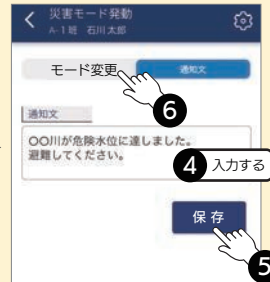 災害モード発動
A-1班 石川太郎
モード変更
通知文
6
通知文
〇〇川が危険水位に達しました。
避難してください。
4 入力する
保存
5